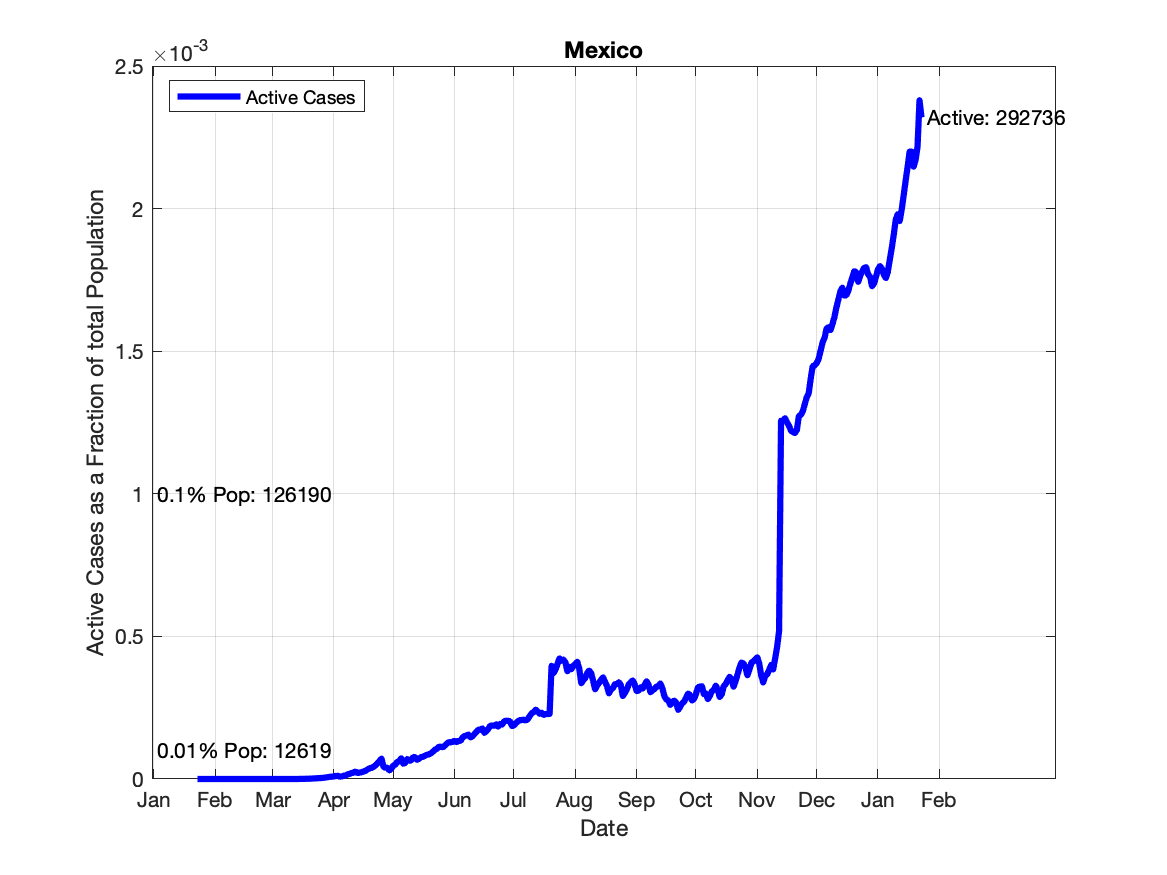 Mexico
×10-3
2.5
2
1.5
1
0.5
0
Active Cases as a Fraction of total Population
Active Cases
Active: 292736
0.1% Pop: 126190
0.01% Pop: 12619
Jan Feb Mar Apr May Jun Jul Aug Sep Oct Nov Dec Jan Feb
Date